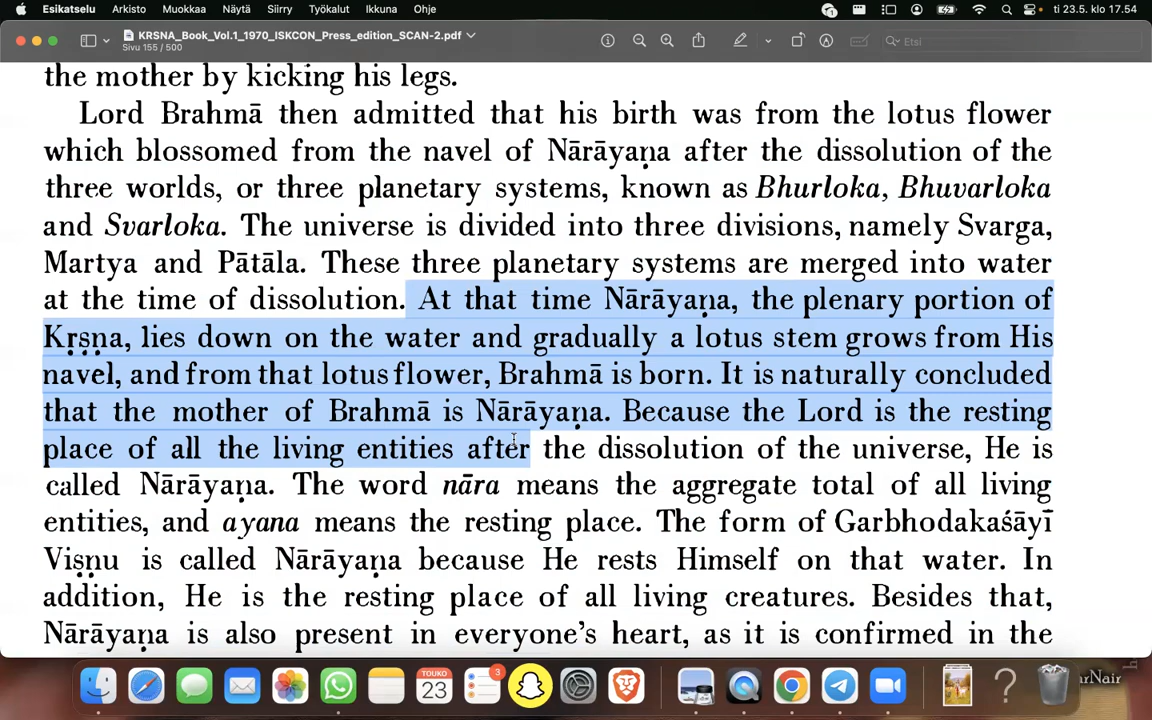 Esikatselu Arkisto Muokkaa Näytä Siirry Työkalut Ikkuna Ohje ti 23.5. klo 17.54
KRSNA_Book_Vol.1_1970_ISKCON_Press_edition_SCAN-2.pdf
Sivu 155 / 500
Etsi
the mother by kicking his legs.
Lord Brahmā then admitted that his birth was from the lotus flower
which blossomed from the navel of Nārāyaṇa after the dissolution of the
three worlds, or three planetary systems, known as Bhurloka, Bhuvarloka
and Svarloka. The universe is divided into three divisions, namely Svarga,
Martya and Pātāla. These three planetary systems are merged into water
at the time of dissolution. At that time Nārāyaṇa, the plenary portion of
Kṛṣṇa, lies down on the water and gradually a lotus stem grows from His
navel, and from that lotus flower, Brahmā is born. It is naturally concluded
that the mother of Brahmā is Nārāyaṇa. Because the Lord is the resting
place of all the living entities after the dissolution of the universe, He is
called Nārāyaṇa. The word nāra means the aggregate total of all living
entities, and ayana means the resting place. The form of Garbhodakaśāyī
Viṣṇu is called Nārāyaṇa because He rests Himself on that water. In
addition, He is the resting place of all living creatures. Besides that,
Nārāyaṇa is also present in everyone's heart, as it is confirmed in the
TOUKO
23
3
arNair